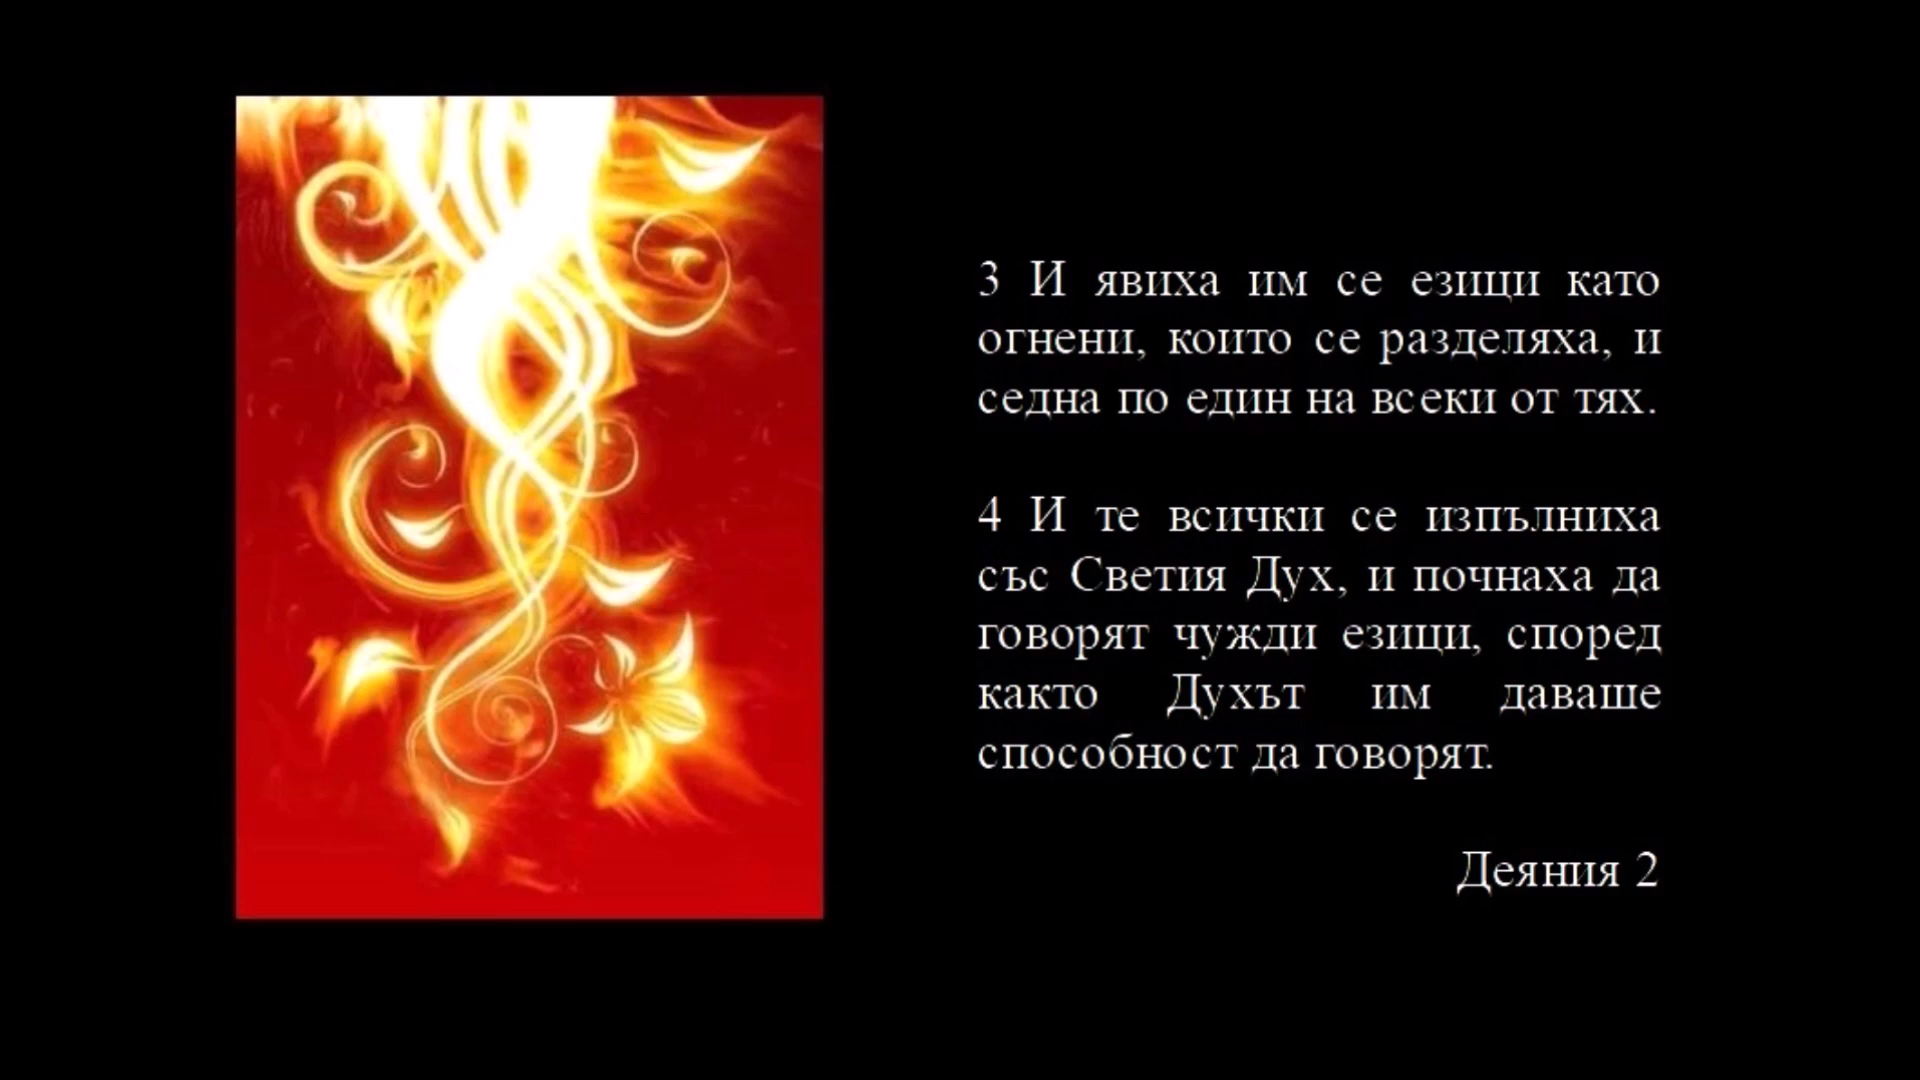 3 И явиха им се езици като
огнени, които се разделяха, и
седна по един на всеки от тях.
4 И те всички се изпълниха
със Светия Дух, и почнаха да
говорят чужди езици, според
както Духът им даваше
способност да говорят.
Деяния 2